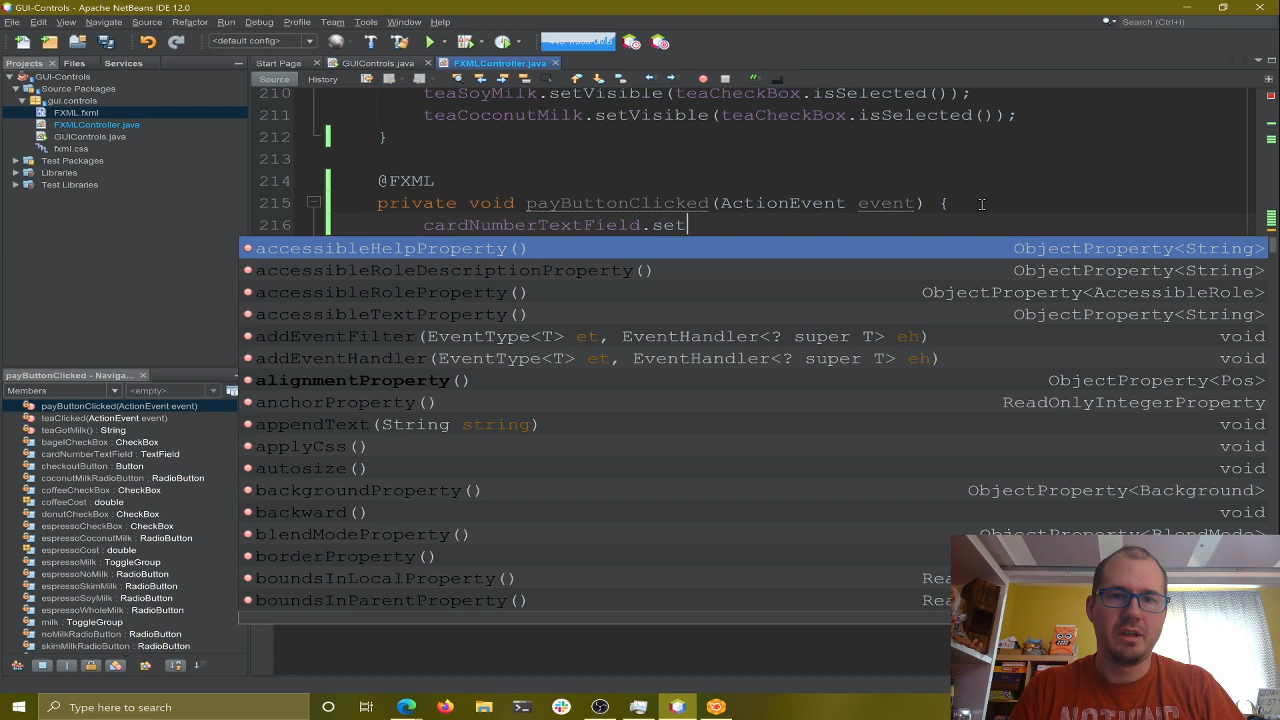 GUI-Controls - Apache NetBeans IDE 12.0
File Edit View Navigate Source Refactor Run Debug Profile Team Tools Window Help
Search (Ctrl+I)
<default config>
Projects Files Services
Start Page GUIControls.java FXMLController.java
GUI-Controls
Source Packages
gui.controls
FXML.fxml
FXMLController.java
GUIControls.java
fxml.css
Test Packages
Libraries
Test Libraries
Source History
210 teaSoyMilk.setVisible(teaCheckBox.isSelected());
211 teaCoconutMilk.setVisible(teaCheckBox.isSelected());
212 }
213
214 @FXML
215 private void payButtonClicked(ActionEvent event) {
216 cardNumberTextField.set
accessibleHelpProperty() ObjectProperty<String>
accessibleRoleDescriptionProperty() ObjectProperty<String>
accessibleRoleProperty() ObjectProperty<AccessibleRole>
accessibleTextProperty() ObjectProperty<String>
addEventFilter(EventType<T> et, EventHandler<? super T> eh) void
addEventHandler(EventType<T> et, EventHandler<? super T> eh) void
alignmentProperty() ObjectProperty<Pos>
anchorProperty() ReadOnlyIntegerProperty
appendText(String string) void
applyCss() void
autosize() void
backgroundProperty() ObjectProperty<Background>
backward() void
blendModeProperty() ObjectProperty<BlendMode>
borderProperty()
boundsInLocalProperty() Rea
boundsInParentProperty() Rea
payButtonClicked - Naviga...
Members <empty>
payButtonClicked(ActionEvent event)
teaClicked(ActionEvent event)
teaGotMilk() : String
bagelCheckBox : CheckBox
cardNumberTextField : TextField
checkoutButton : Button
coconutMilkRadioButton : RadioButton
coffeeCheckBox : CheckBox
coffeeCost : double
donutCheckBox : CheckBox
espressoCheckBox : CheckBox
espressoCoconutMilk : RadioButton
espressoCost : double
espressoMilk : ToggleGroup
espressoNoMilk : RadioButton
espressoSkimMilk : RadioButton
espressoSoyMilk : RadioButton
espressoWholeMilk : RadioButton
milk : ToggleGroup
noMilkRadioButton : RadioButton
skimMilkRadioButton : RadioButton
Type here to search
NOTHING